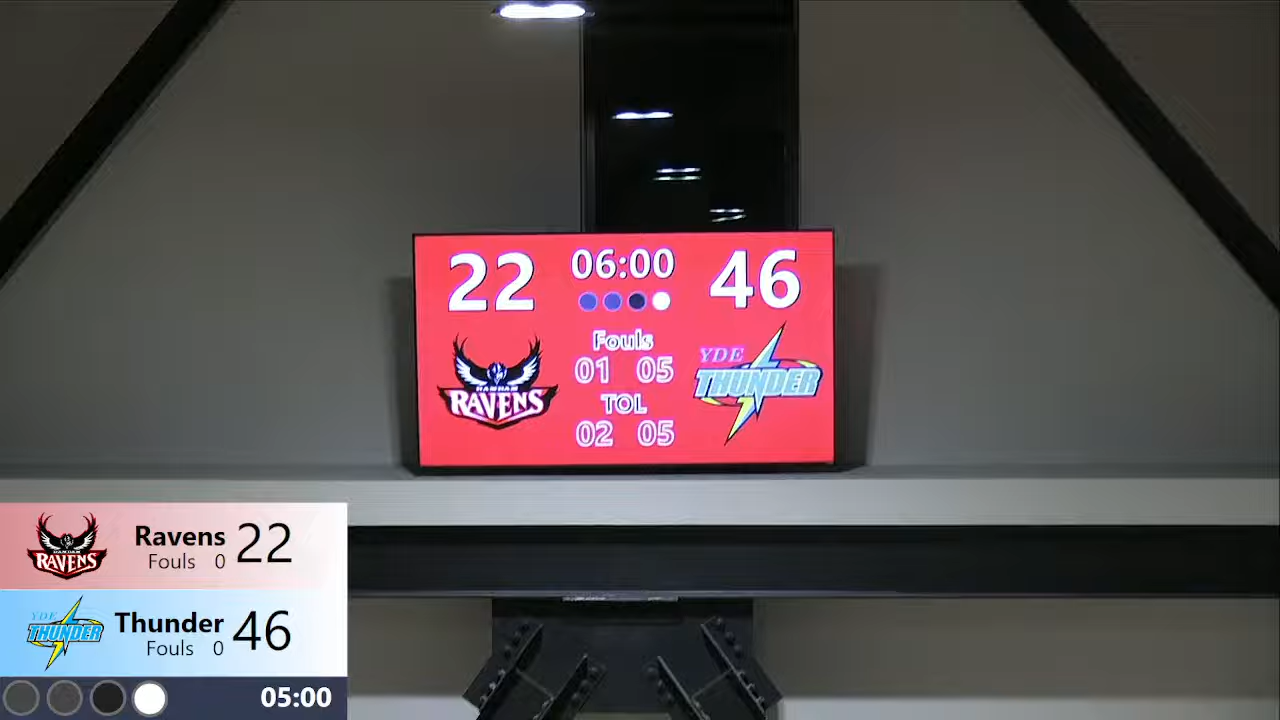 22 06:00 46
Fouls
01 05
TOL
02 05
RAVENS
YDE
THUNDER
RAVENS
Ravens 22
Fouls 0
YDE
THUNDER
Thunder 46
Fouls 0
05:00